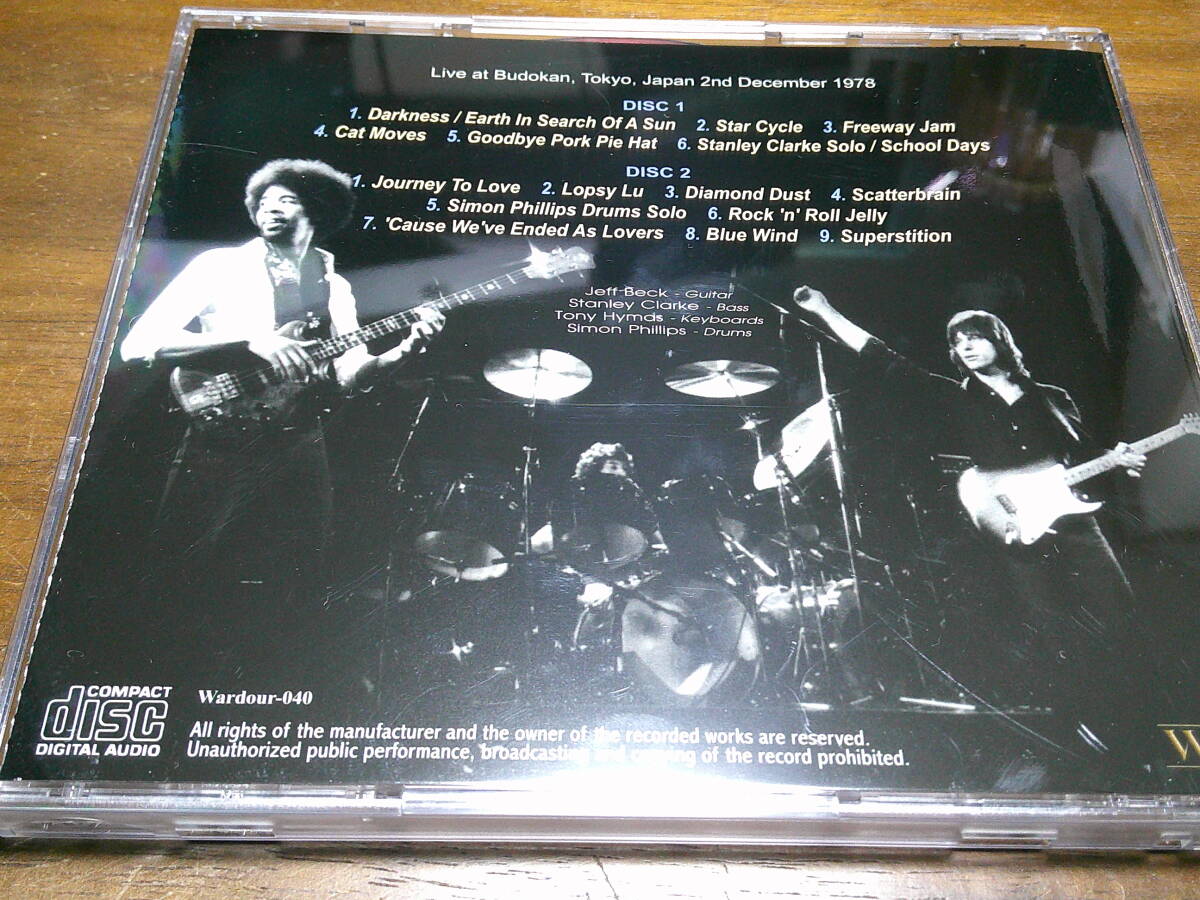 Live at Budokan, Tokyo, Japan 2nd December 1978
DISC 1
1. Darkness / Earth In Search Of A Sun 2. Star Cycle 3. Freeway Jam
4. Cat Moves 5. Goodbye Pork Pie Hat 6. Stanley Clarke Solo / School Days
DISC 2
1. Journey To Love 2. Lopsy Lu 3. Diamond Dust 4. Scatterbrain
5. Simon Phillips Drums Solo 6. Rock 'n' Roll Jelly
7. 'Cause We've Ended As Lovers 8. Blue Wind 9. Superstition
Jeff Beck - Guitar
Stanley Clarke - Bass
Tony Hymas - Keyboards
Simon Phillips - Drums
COMPACT
disc
DIGITAL AUDIO
Wardour-040
All rights of the manufacturer and the owner of the recorded works are reserved.
Unauthorized public performance, broadcasting and copying of the record prohibited.
W